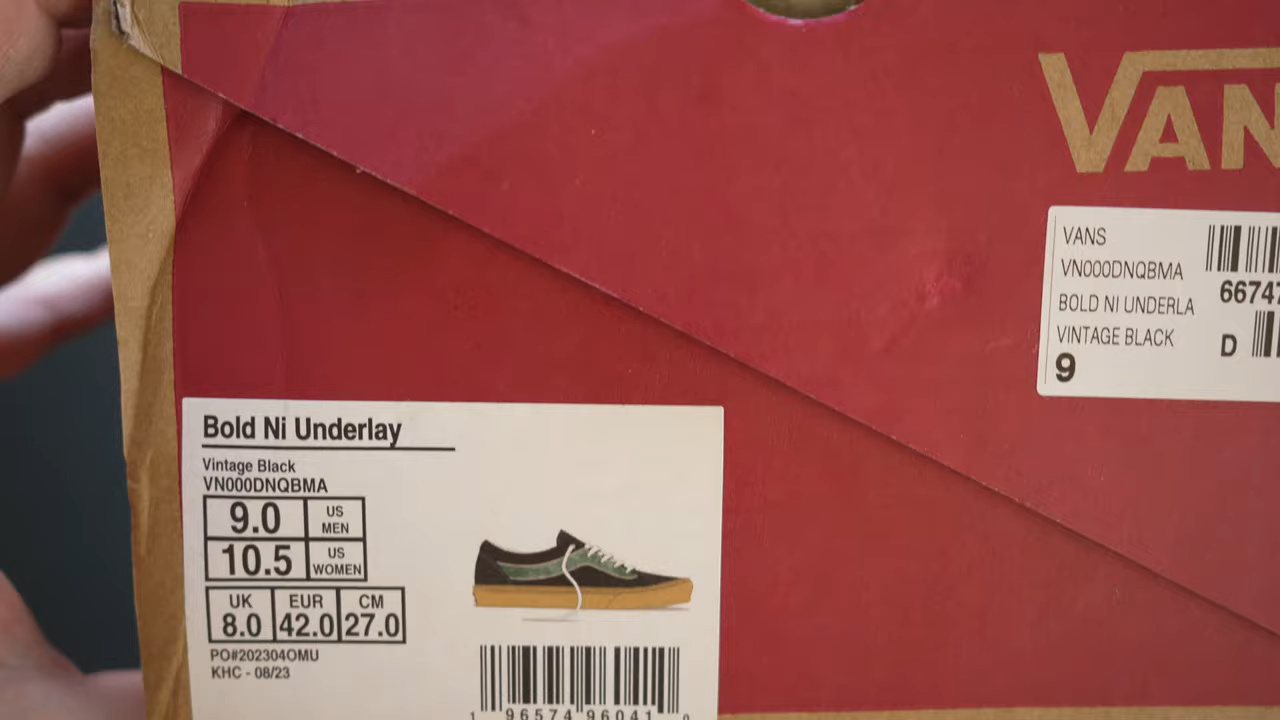 VANS
VN000DNQBMA
BOLD NI UNDERLA
VINTAGE BLACK
9
6674
D
Bold Ni Underlay
Vintage Black
VN000DNQBMA
9.0 US MEN
10.5 US WOMEN
UK EUR CM
8.0 42.0 27.0
PO#202304OMU
KHC - 08/23
1 96574 96041 0